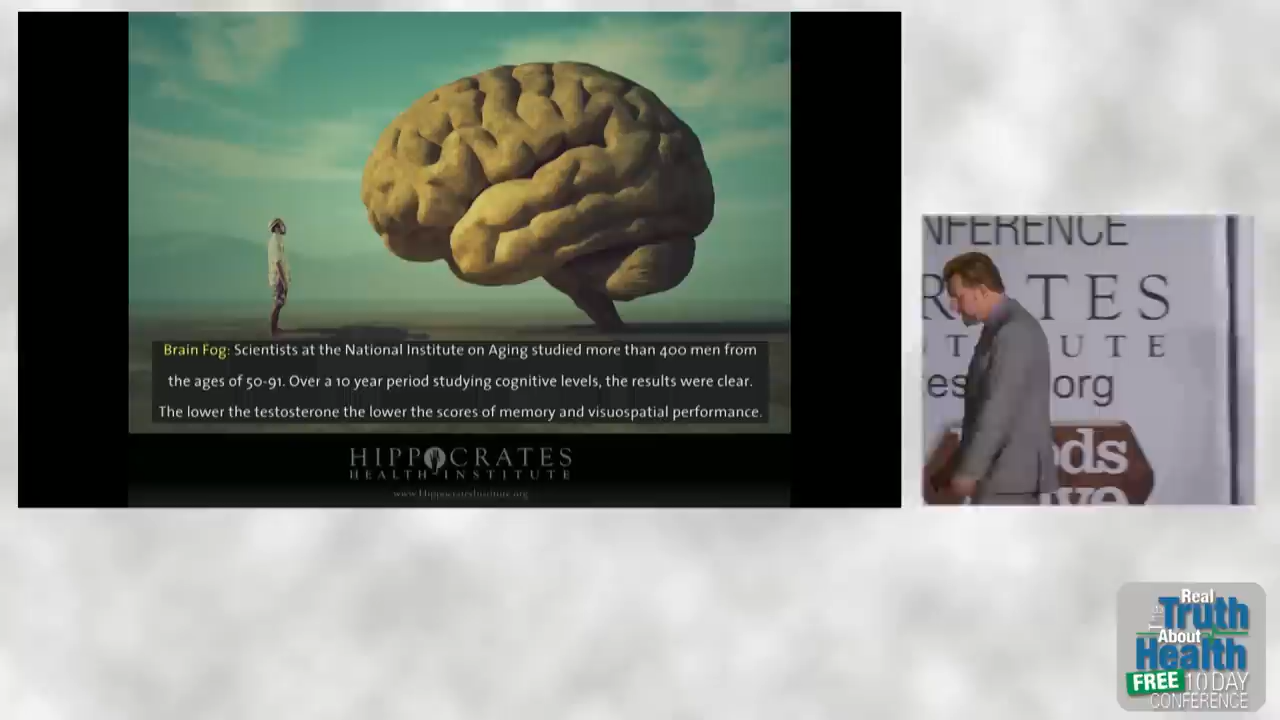 Brain Fog: Scientists at the National Institute on Aging studied more than 400 men from
the ages of 50-91. Over a 10 year period studying cognitive levels, the results were clear.
The lower the testosterone the lower the scores of memory and visuospatial performance.
HIPPOCRATES
HEALTH INSTITUTE
www.HippocratesInstitute.org
NFERENCE
TES
UTE
org
ods
Real
The
Truth
About
Health
FREE 10 DAY
CONFERENCE